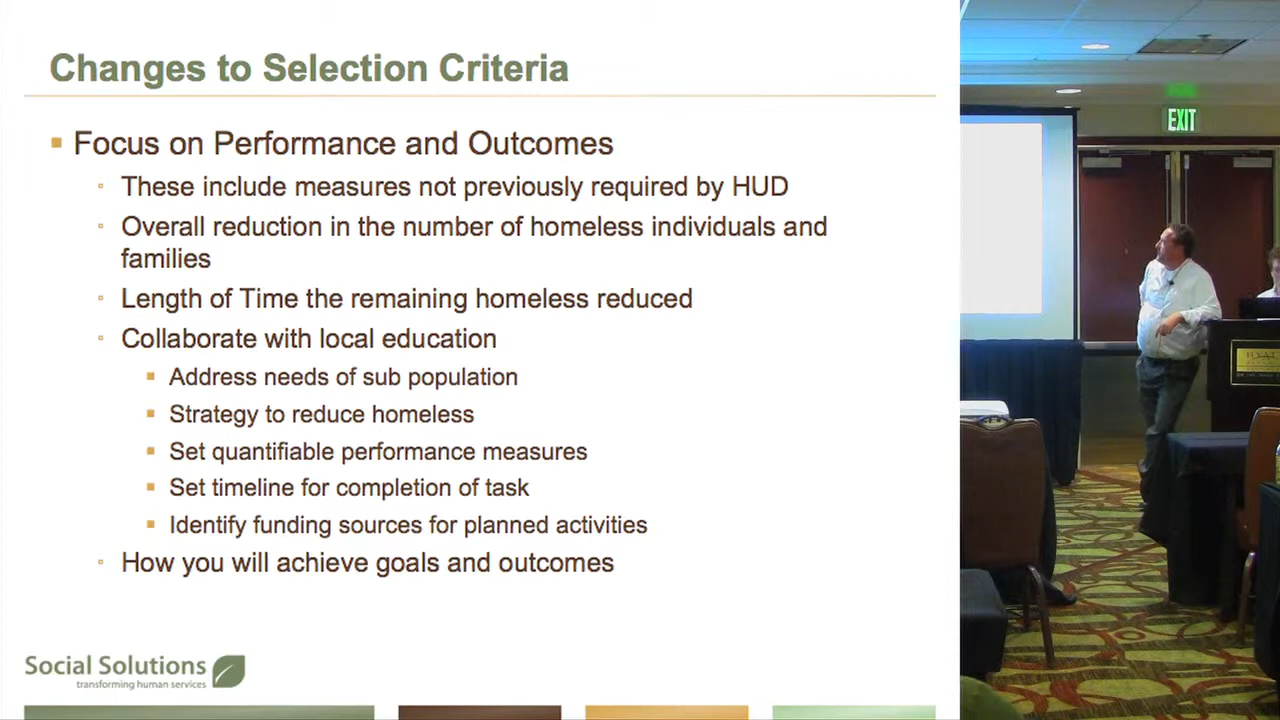 Changes to Selection Criteria
Focus on Performance and Outcomes
These include measures not previously required by HUD
Overall reduction in the number of homeless individuals and
families
Length of Time the remaining homeless reduced
Collaborate with local education
Address needs of sub population
Strategy to reduce homeless
Set quantifiable performance measures
Set timeline for completion of task
Identify funding sources for planned activities
How you will achieve goals and outcomes
Social Solutions
transforming human services
EXIT